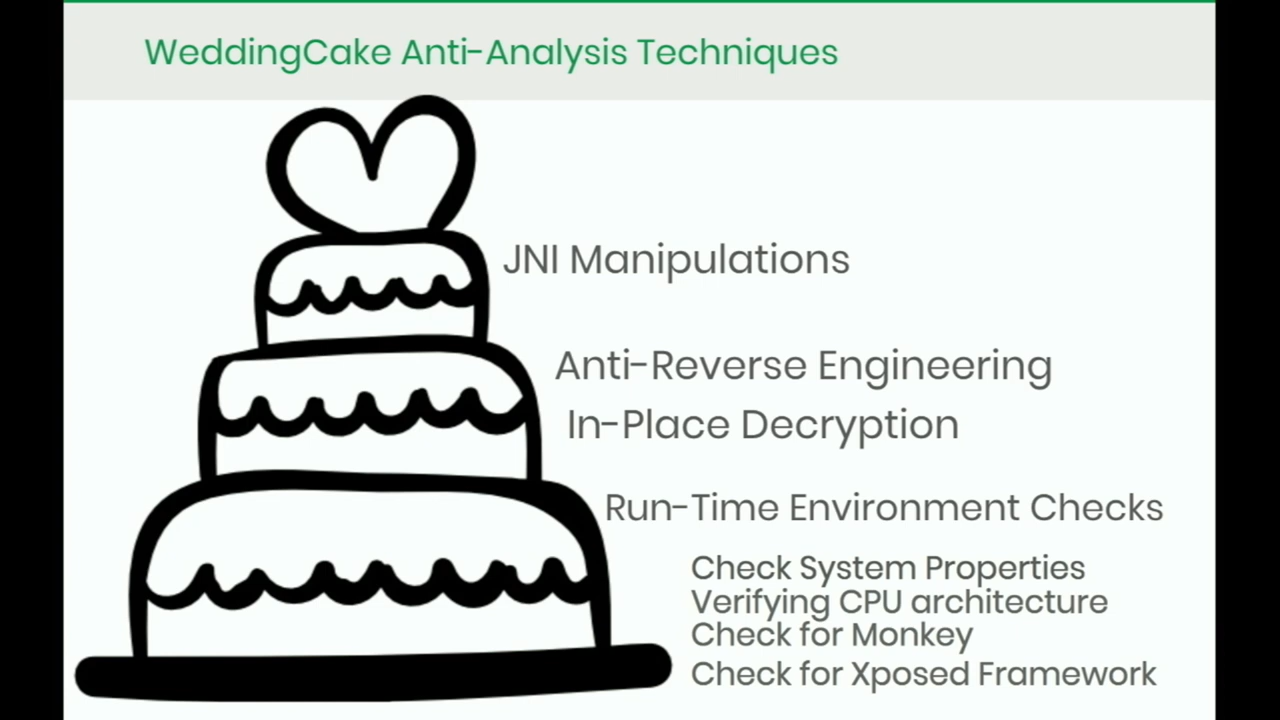 WeddingCake Anti-Analysis Techniques
JNI Manipulations
Anti-Reverse Engineering
In-Place Decryption
Run-Time Environment Checks
Check System Properties
Verifying CPU architecture
Check for Monkey
Check for Xposed Framework